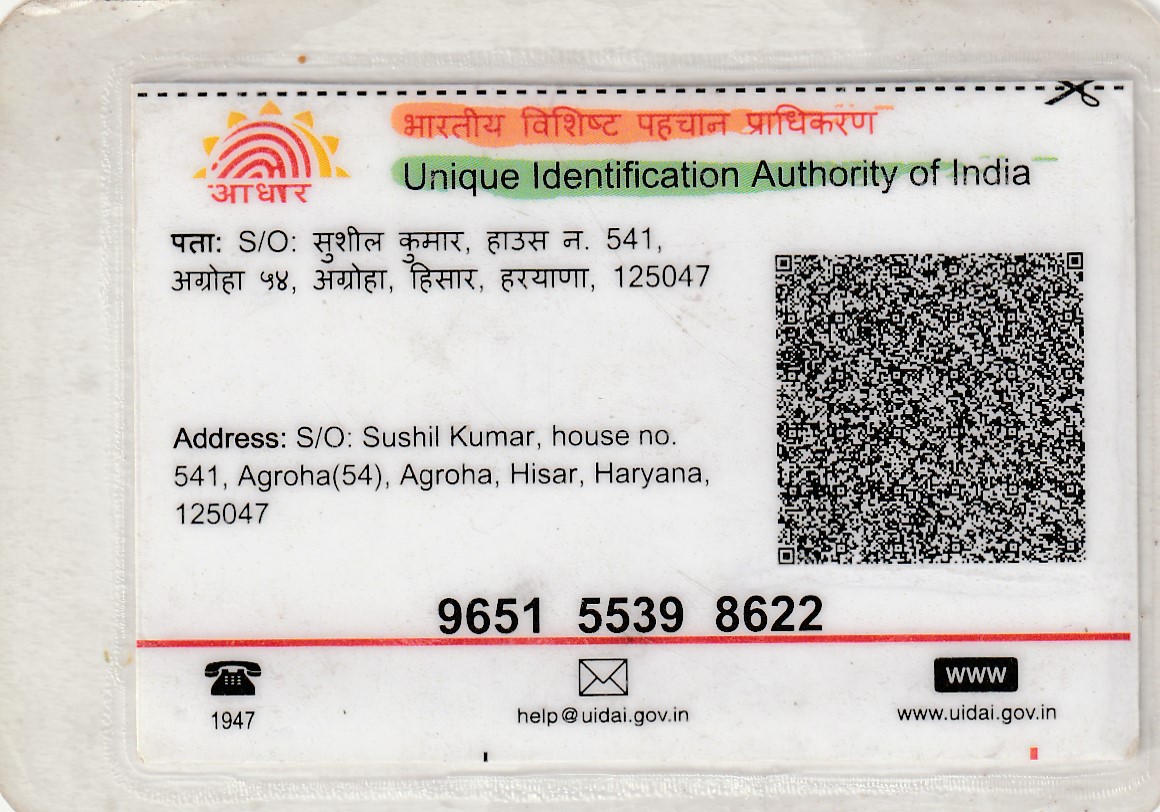 भारतीय विशिष्ट पहचान प्राधिकरण
Unique Identification Authority of India
आधार
पता: S/O: सुशील कुमार, हाउस न. 541,
अग्रोहा ५४, अग्रोहा, हिसार, हरयाणा, 125047
Address: S/O: Sushil Kumar, house no.
541, Agroha(54), Agroha, Hisar, Haryana,
125047
9651 5539 8622
WWW
1947
help@uidai.gov.in
www.uidai.gov.in